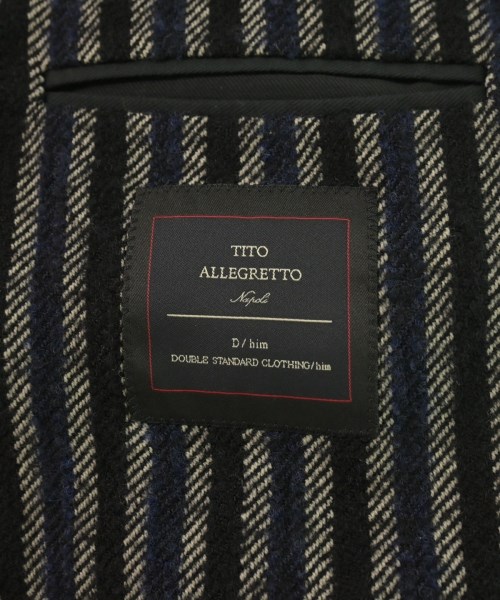 TITO
ALLEGRETTO
Napoli
D/him
DOUBLE STANDARD CLOTHING/him